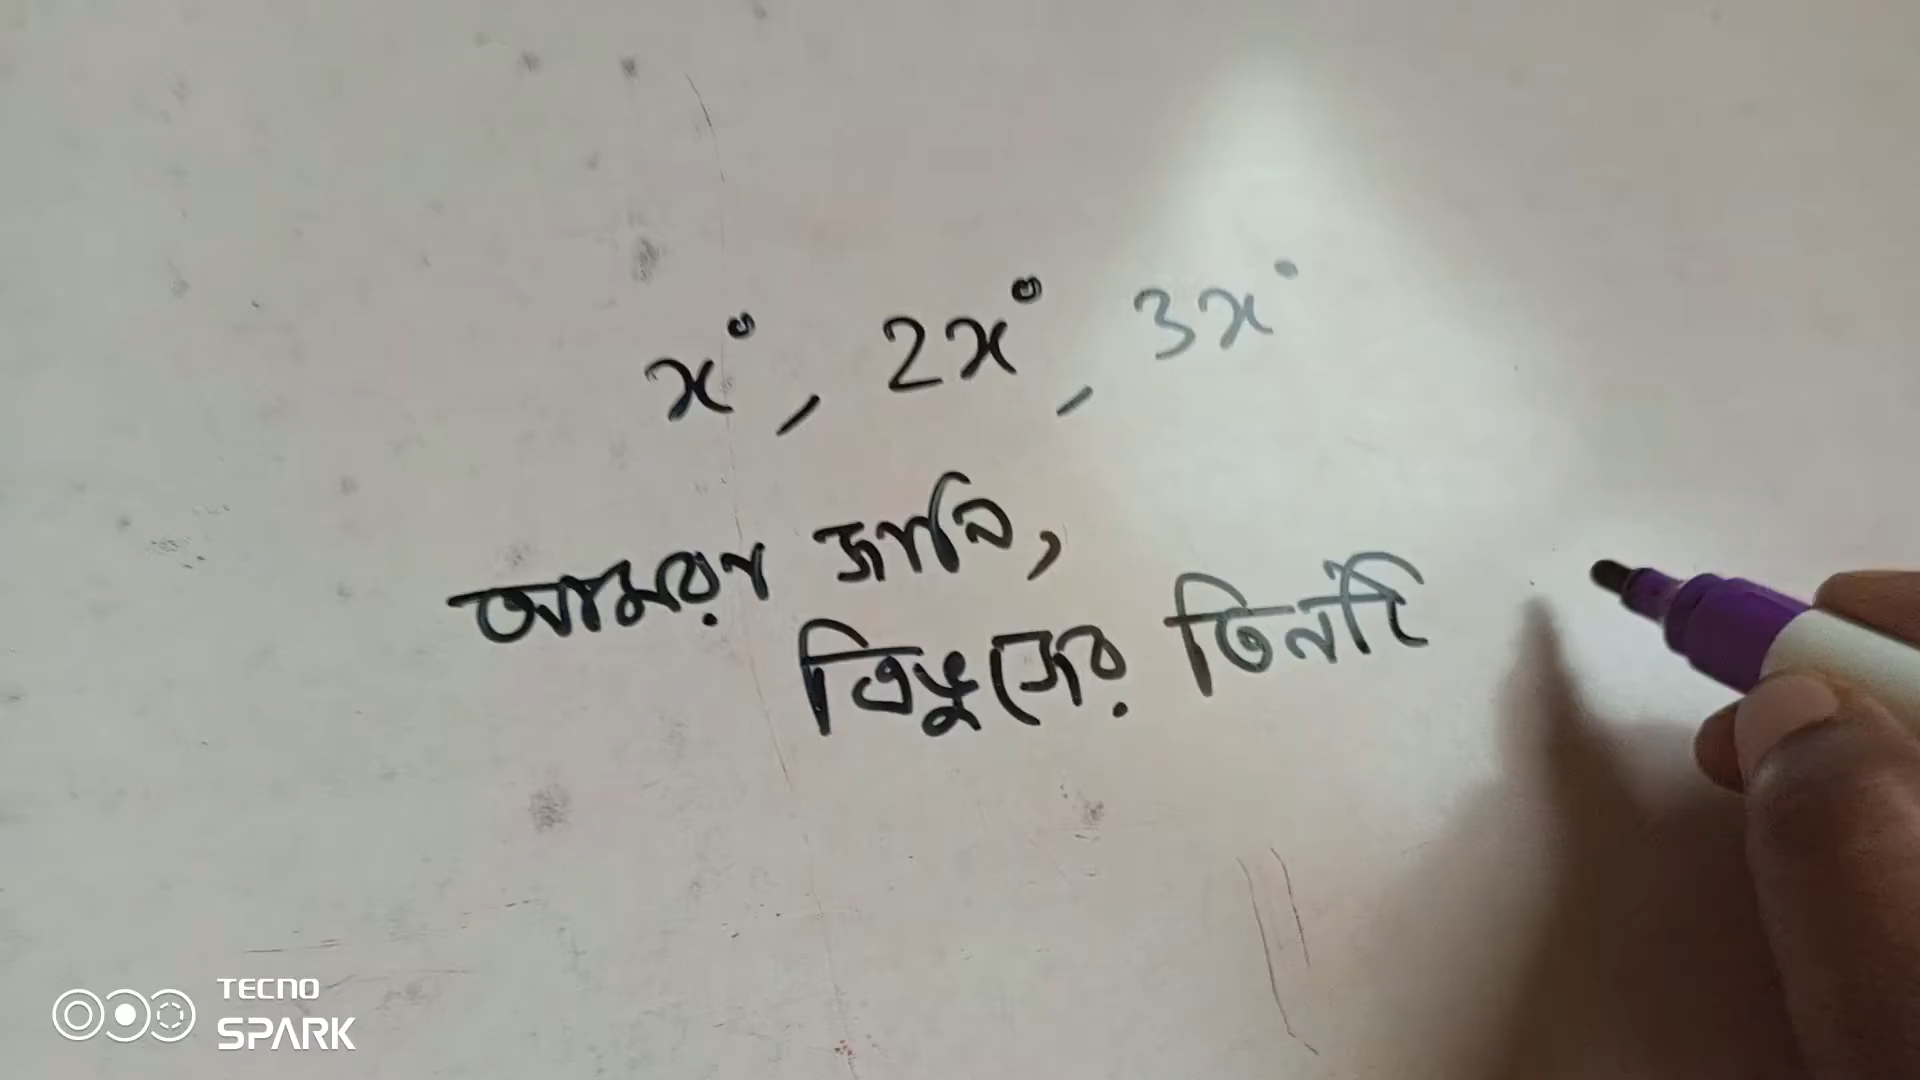 x°, 2x°, 3x°
আমরা জানি,
ত্রিভুজের তিনটি
TECNO
SPARK